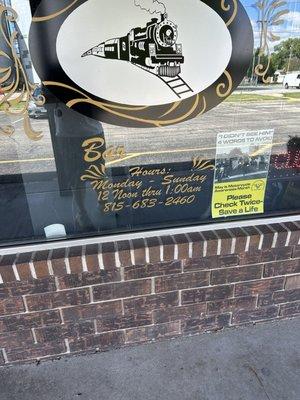 Bar
Hours:
Monday - Sunday
12 Noon thru 1:00am
815-683-2460
"I DIDN'T SEE HIM"
4 WORDS TO AVOID
May is Motorcycle
Awareness Month
Please
Check Twice-
Save a Life